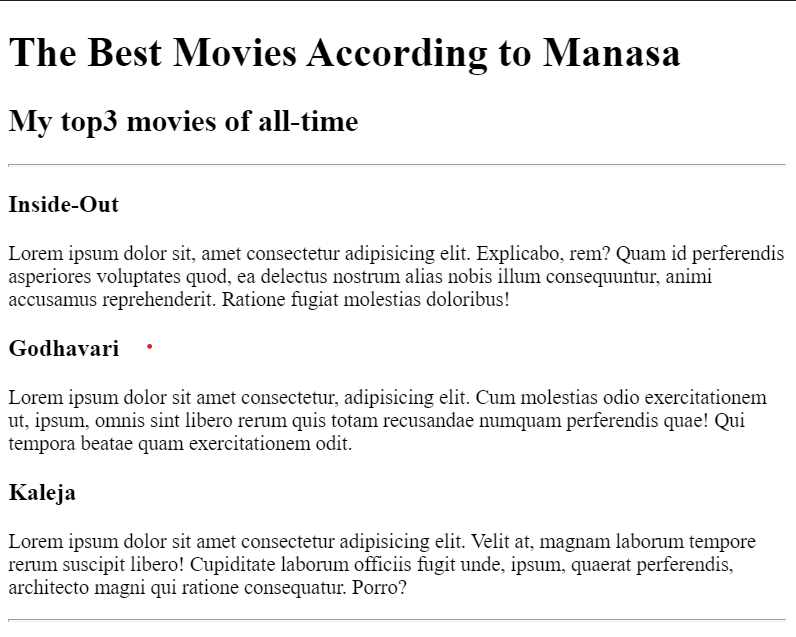 The Best Movies According to Manasa
My top3 movies of all-time
Inside-Out
Lorem ipsum dolor sit, amet consectetur adipisicing elit. Explicabo, rem? Quam id perferendis
asperiores voluptates quod, ea delectus nostrum alias nobis illum consequuntur, animi
accusamus reprehenderit. Ratione fugiat molestias doloribus!
Godhavari
Lorem ipsum dolor sit amet consectetur, adipisicing elit. Cum molestias odio exercitationem
ut, ipsum, omnis sint libero rerum quis totam recusandae numquam perferendis quae! Qui
tempora beatae quam exercitationem odit.
Kaleja
Lorem ipsum dolor sit amet consectetur adipisicing elit. Velit at, magnam laborum tempore
rerum suscipit libero! Cupiditate laborum officiis fugit unde, ipsum, quaerat perferendis,
architecto magni qui ratione consequatur. Porro?